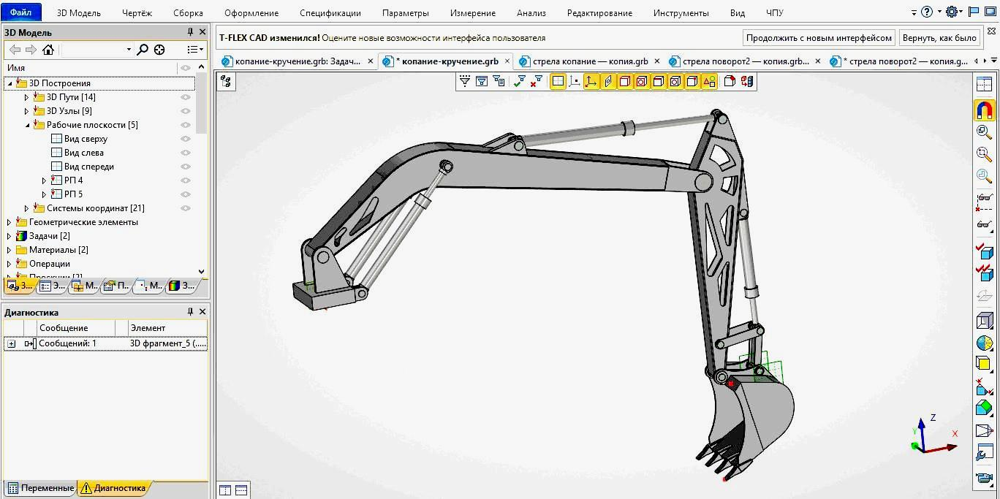 Файл 3D Модель Чертёж Сборка Оформление Спецификации Параметры Измерение Анализ Редактирование Инструменты Вид ЧПУ
3D Модель
T-FLEX CAD изменился! Оцените новые возможности интерфейса пользователя
Продолжить с новым интерфейсом Вернуть, как было
копание-кручение.grb: Задач... * копание-кручение.grb стрела копание — копия.grb стрела поворот2 — копия.grb... * стрела поворот2 — копия.g...
Имя
3D Построения
3D Пути [14]
3D Узлы [9]
Рабочие плоскости [5]
Вид сверху
Вид слева
Вид спереди
РП 4
РП 5
Системы координат [21]
Геометрические элементы
Задачи [2]
Материалы [2]
Операции
Проекции [2]
З... Э... М... П... М... З...
Диагностика
Сообщение Элемент
Сообщений: 1 3D фрагмент_5 (.....
Z
Y X
Переменные Диагностика